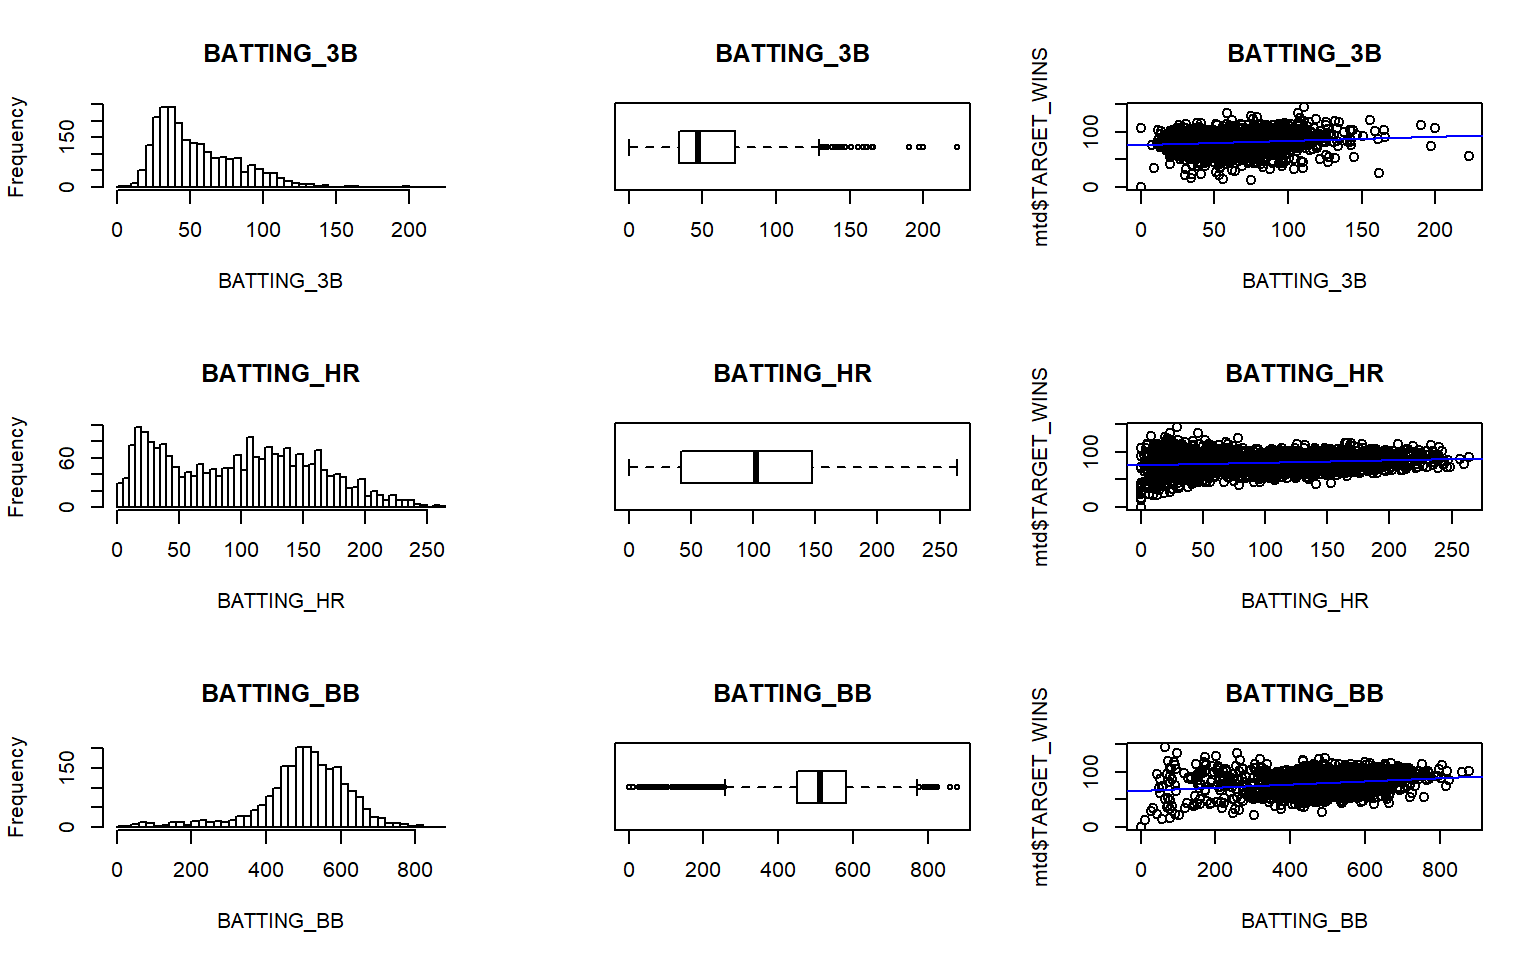 BATTING_3B
Frequency
0 150
0 50 100 150 200
BATTING_3B
BATTING_3B
0 50 100 150 200
BATTING_3B
mtd$TARGET_WINS
0 100
0 50 100 150 200
BATTING_3B
BATTING_HR
Frequency
0 60
0 50 100 150 200 250
BATTING_HR
BATTING_HR
0 50 100 150 200 250
BATTING_HR
mtd$TARGET_WINS
0 100
0 50 100 150 200 250
BATTING_HR
BATTING_BB
Frequency
0 150
0 200 400 600 800
BATTING_BB
BATTING_BB
0 200 400 600 800
BATTING_BB
mtd$TARGET_WINS
0 100
0 200 400 600 800
BATTING_BB